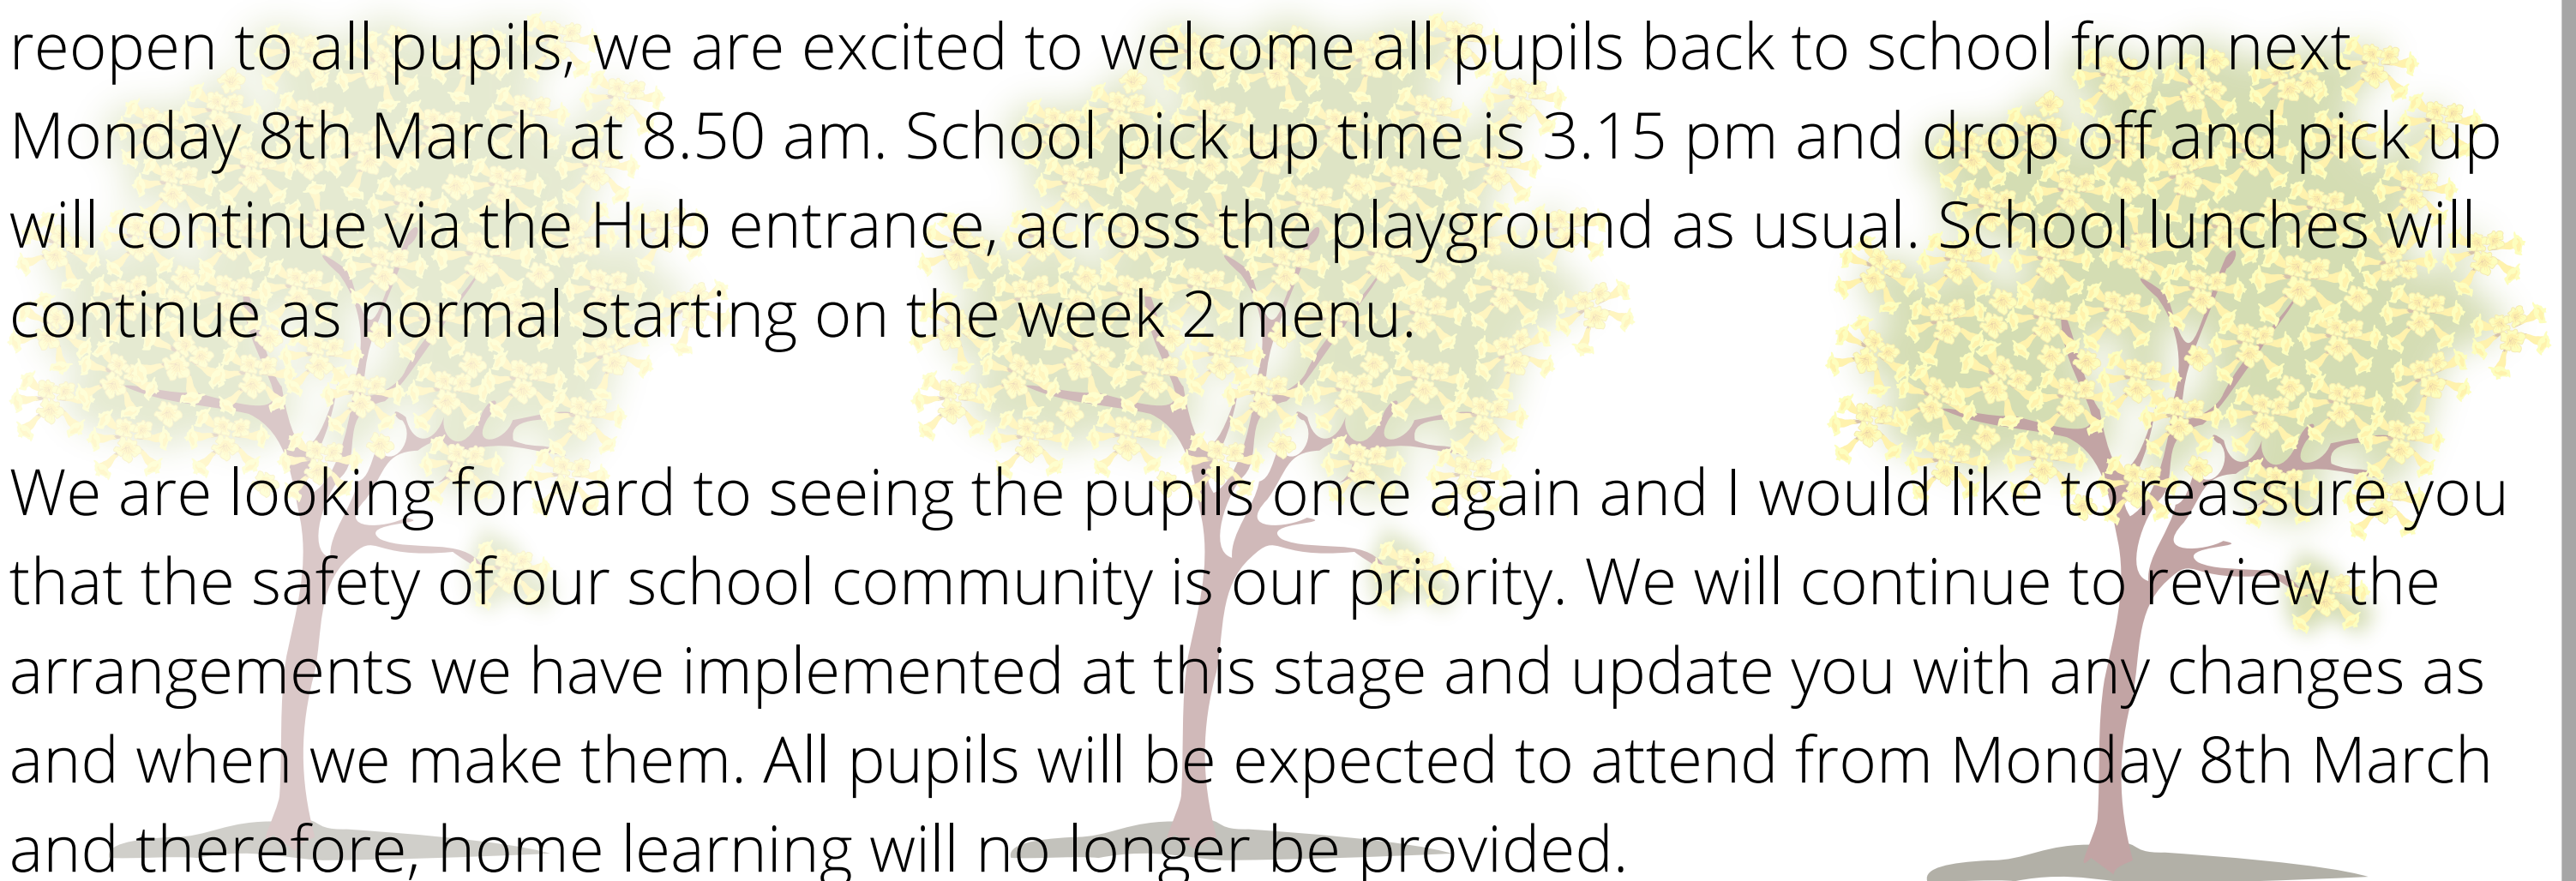 reopen to all pupils, we are excited to welcome all pupils back to school from next
Monday 8th March at 8.50 am. School pick up time is 3.15 pm and drop off and pick up
will continue via the Hub entrance, across the playground as usual. School lunches will
continue as normal starting on the week 2 menu.
We are looking forward to seeing the pupils once again and I would like to reassure you
that the safety of our school community is our priority. We will continue to review the
arrangements we have implemented at this stage and update you with any changes as
and when we make them. All pupils will be expected to attend from Monday 8th March
and therefore, home learning will no longer be provided.